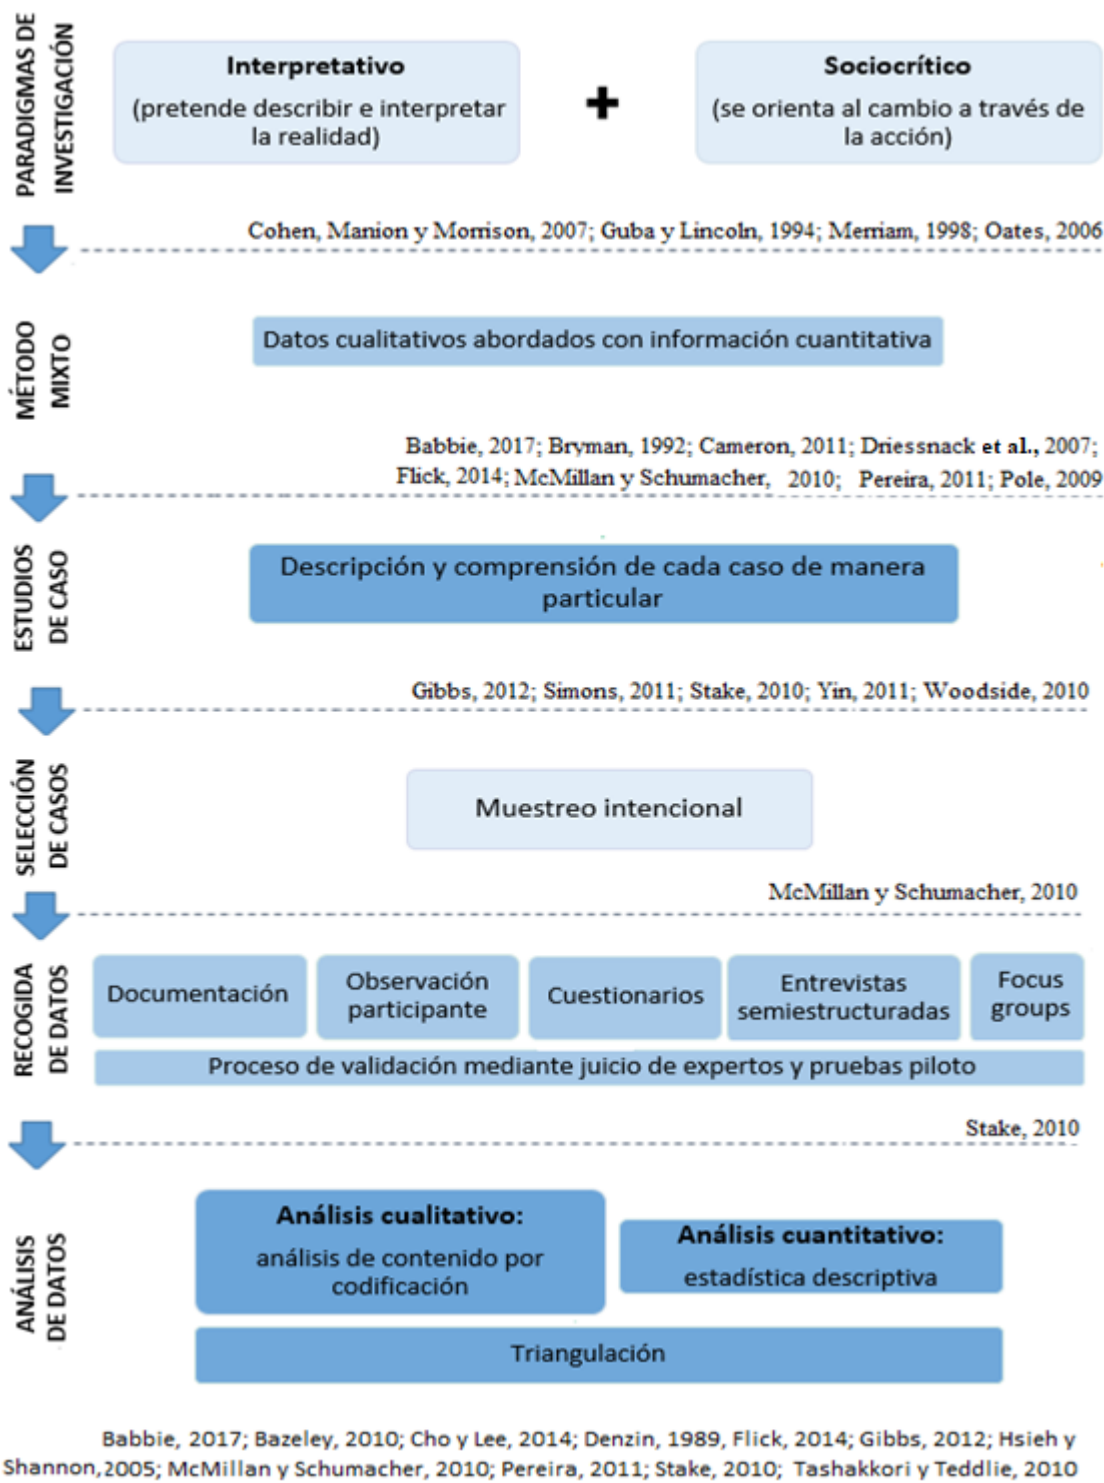 PARADIGMAS DE
INVESTIGACIÓN
Interpretativo
(pretende describir e interpretar
la realidad)
+
Sociocrítico
(se orienta al cambio a través de
la acción)
Cohen, Manion y Morrison, 2007; Guba y Lincoln, 1994; Merriam, 1998; Oates, 2006
MÉTODO
MIXTO
Datos cualitativos abordados con información cuantitativa
Babbie, 2017; Bryman, 1992; Cameron, 2011; Driessnack et al., 2007;
Flick, 2014; McMillan y Schumacher, 2010; Pereira, 2011; Pole, 2009
ESTUDIOS
DE CASO
Descripción y comprensión de cada caso de manera
particular
Gibbs, 2012; Simons, 2011; Stake, 2010; Yin, 2011; Woodside, 2010
SELECCIÓN
DE CASOS
Muestreo intencional
McMillan y Schumacher, 2010
RECOGIDA
DE DATOS
Documentación
Observación
participante
Cuestionarios
Entrevistas
semiestructuradas
Focus
groups
Proceso de validación mediante juicio de expertos y pruebas piloto
Stake, 2010
ANÁLISIS
DE DATOS
Análisis cualitativo:
análisis de contenido por
codificación
Análisis cuantitativo:
estadística descriptiva
Triangulación
Babbie, 2017; Bazeley, 2010; Cho y Lee, 2014; Denzin, 1989, Flick, 2014; Gibbs, 2012; Hsieh y
Shannon,2005; McMillan y Schumacher, 2010; Pereira, 2011; Stake, 2010; Tashakkori y Teddlie, 2010